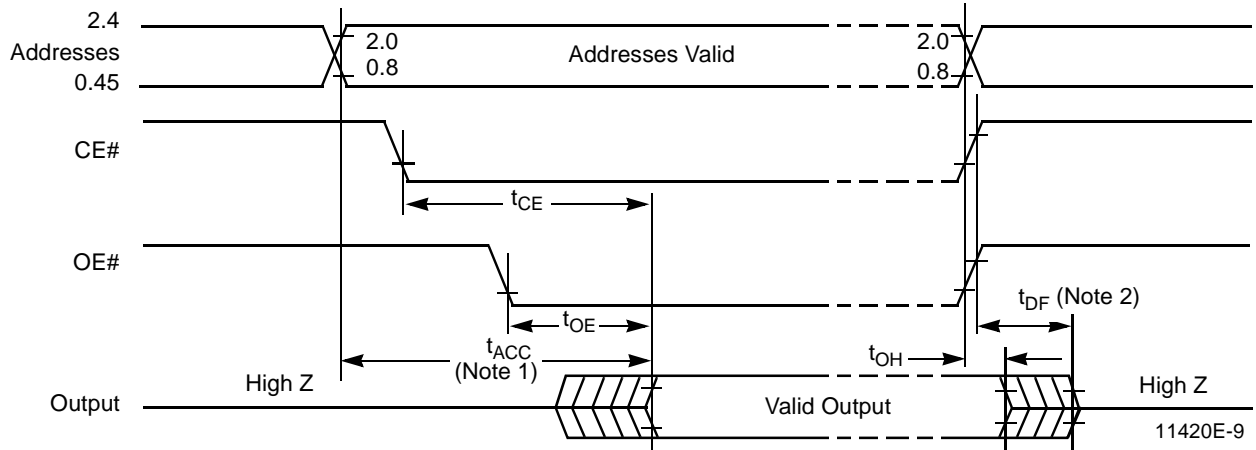 2.4
Addresses
0.45
2.0
0.8
Addresses Valid
2.0
0.8
CE#
tCE
OE#
tOE
tDF (Note 2)
tACC
(Note 1)
tOH
High Z
Output
Valid Output
High Z
11420E-9